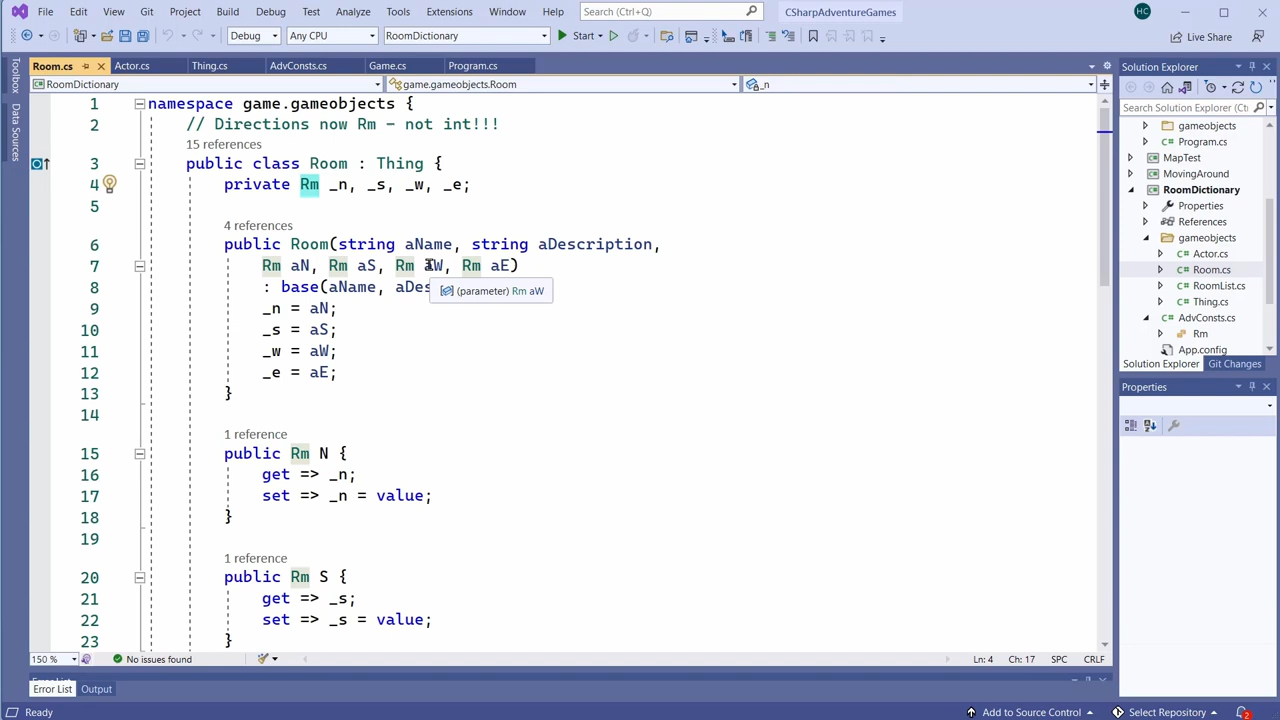 File Edit View Git Project Build Debug Test Analyze Tools Extensions Window Help Search (Ctrl+Q) CSharpAdventureGames HC
Debug Any CPU RoomDictionary Start Live Share
Room.cs Actor.cs Thing.cs AdvConsts.cs Game.cs Program.cs
RoomDictionary game.gameobjects.Room _n
Toolbox
Data Sources
1 namespace game.gameobjects {
2 // Directions now Rm - not int!!!
15 references
3 public class Room : Thing {
4 private Rm _n, _s, _w, _e;
5
4 references
6 public Room(string aName, string aDescription,
7 Rm aN, Rm aS, Rm aW, Rm aE)
8 : base(aName, aDes
(parameter) Rm aW
9 _n = aN;
10 _s = aS;
11 _w = aW;
12 _e = aE;
13 }
14
1 reference
15 public Rm N {
16 get => _n;
17 set => _n = value;
18 }
19
1 reference
20 public Rm S {
21 get => _s;
22 set => _s = value;
23 }
150 % No issues found Ln: 4 Ch: 17 SPC CRLF
Error List
Error List Output
Solution Explorer
Search Solution Explorer (Ctrl
gameobjects
Program.cs
MapTest
MovingAround
RoomDictionary
Properties
References
gameobjects
Actor.cs
Room.cs
RoomList.cs
Thing.cs
AdvConsts.cs
Rm
App.config
Solution Explorer Git Changes
Properties
Ready Add to Source Control Select Repository 2